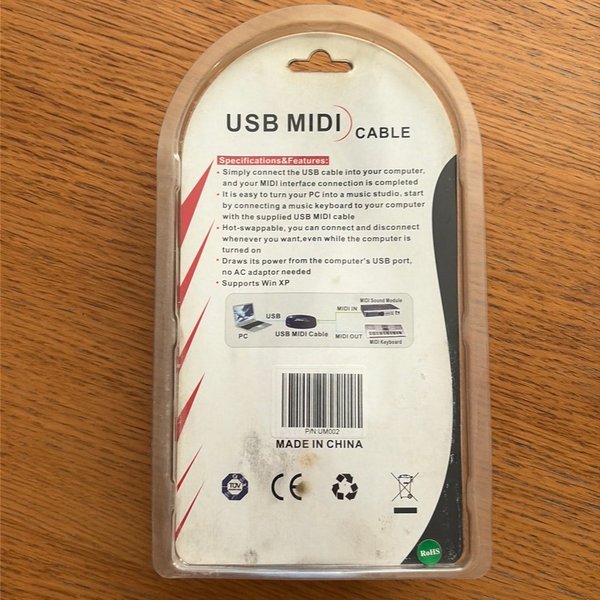 USB MIDI CABLE
Specifications&Features:
• Simply connect the USB cable into your computer,
and your MIDI interface connection is completed
• It is easy to turn your PC into a music studio, start
by connecting a music keyboard to your computer
with the supplied USB MIDI cable
• Hot-swappable, you can connect and disconnect
whenever you want,even while the computer is
turned on
• Draws its power from the computer's USB port,
no AC adaptor needed
• Supports Win XP
MIDI Sound Module
MIDI IN
USB
PC
USB MIDI Cable
MIDI OUT
MIDI Keyboard
P/N:UM002
MADE IN CHINA
TÜV
CE
RoHS